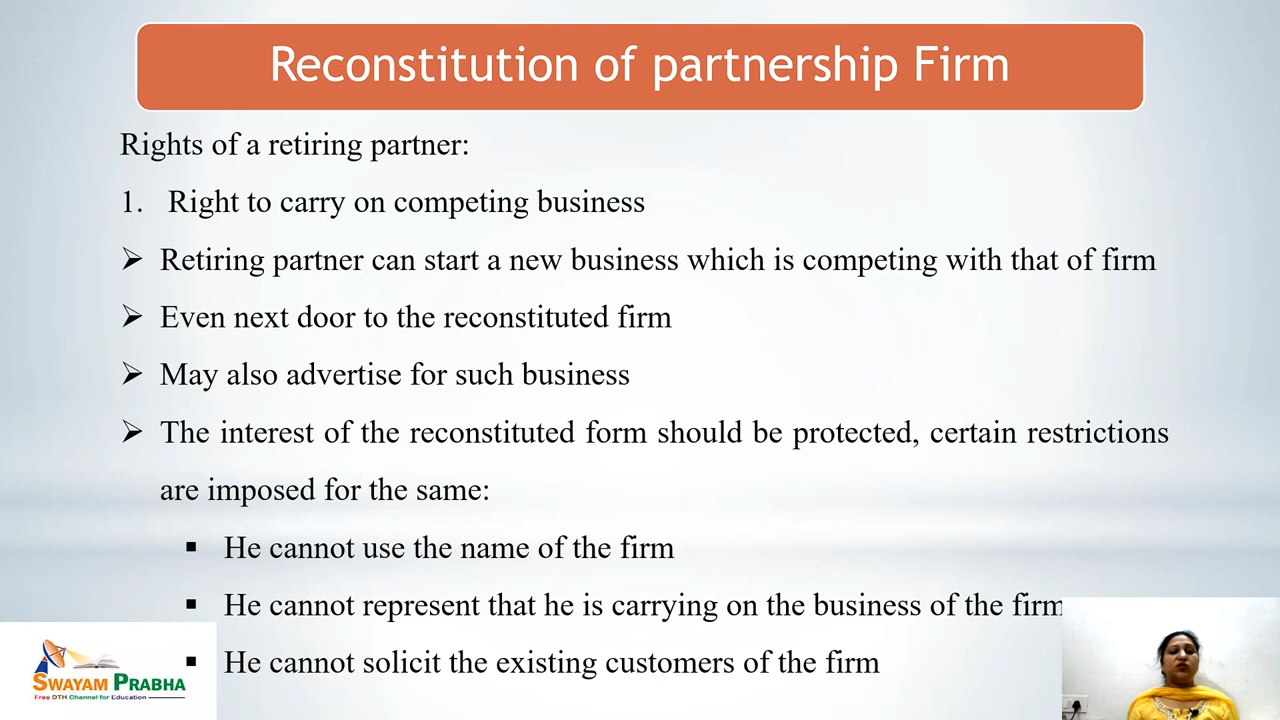 Reconstitution of partnership Firm
Rights of a retiring partner:
1. Right to carry on competing business
➢ Retiring partner can start a new business which is competing with that of firm
➢ Even next door to the reconstituted firm
➢ May also advertise for such business
➢ The interest of the reconstituted form should be protected, certain restrictions
are imposed for the same:
▪ He cannot use the name of the firm
▪ He cannot represent that he is carrying on the business of the firm
▪ He cannot solicit the existing customers of the firm
SWAYAM PRABHA
Free DTH Channel for Education